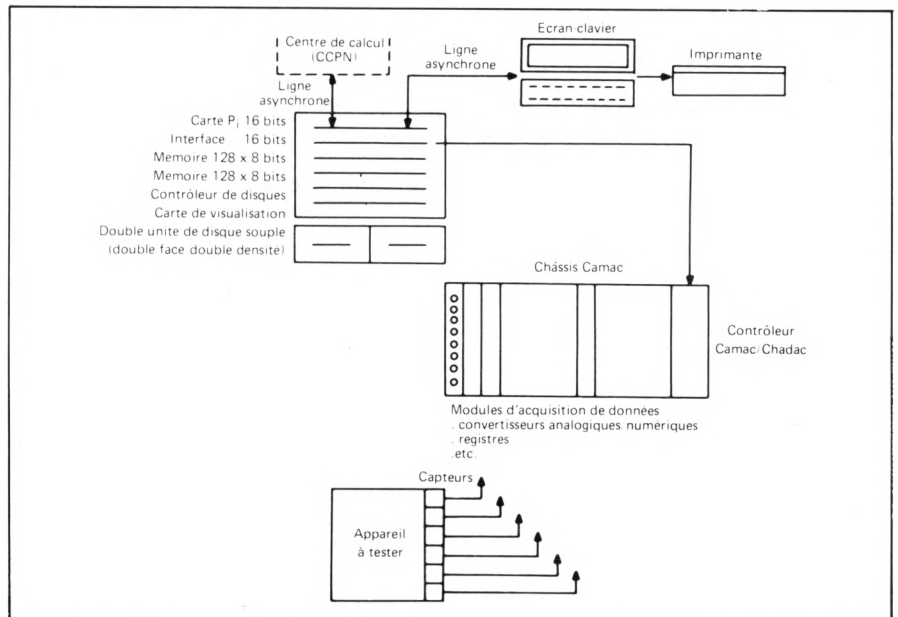 Ecran-clavier
Centre de calcul
(CCPN)
Ligne
asynchrone
Imprimante
Ligne
asynchrone
Carte P₁ 16 bits
Interface 16 bits
Memoire 128 x 8 bits
Memoire 128 x 8 bits
Contrôleur de disques
Carte de visualisation
Double unite de disque souple
(double face double densite)
Châssis Camac
Contrôleur
Camac/Chadac
Modules d'acquisition de données
. convertisseurs analogiques numériques
. registres
.etc.
Capteurs
Appareil
à tester